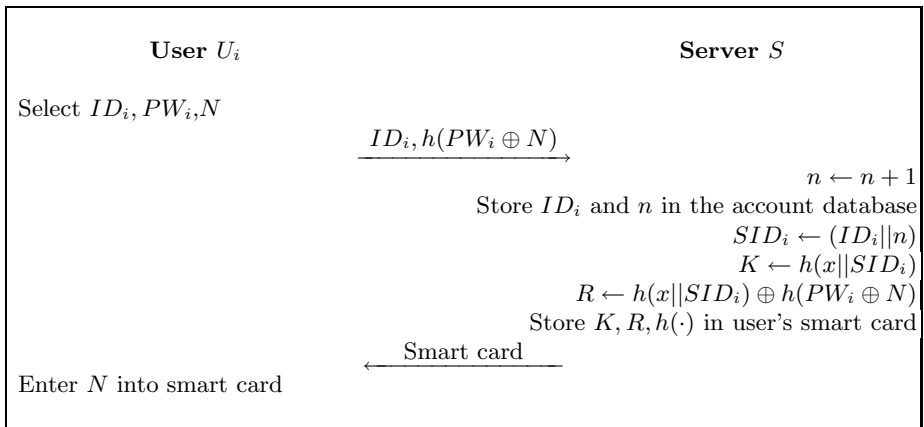 User U_i Server S
Select ID_i, PW_i,N
ID_i, h(PW_i ⊕ N)
n ← n + 1
Store ID_i and n in the account database
SID_i ← (ID_i||n)
K ← h(x||SID_i)
R ← h(x||SID_i) ⊕ h(PW_i ⊕ N)
Store K, R, h(·) in user's smart card
Smart card
Enter N into smart card